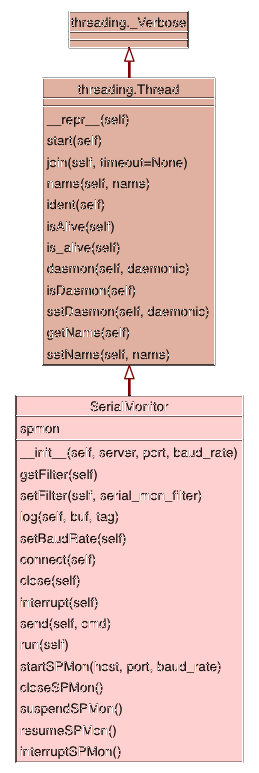 threading._Verbose
threading.Thread
__repr__(self)
start(self)
join(self, timeout=None)
name(self, name)
ident(self)
isAlive(self)
is_alive(self)
daemon(self, daemonic)
isDaemon(self)
setDaemon(self, daemonic)
getName(self)
setName(self, name)
SerialMonitor
spmon
__init__(self, server, port, baud_rate)
getFilter(self)
setFilter(self, serial_mon_filter)
log(self, buf, tag)
setBaudRate(self)
connect(self)
close(self)
interrupt(self)
send(self, cmd)
run(self)
startSPMon(host, port, baud_rate)
closeSPMon()
suspendSPMon()
resumeSPMon()
interruptSPMon()